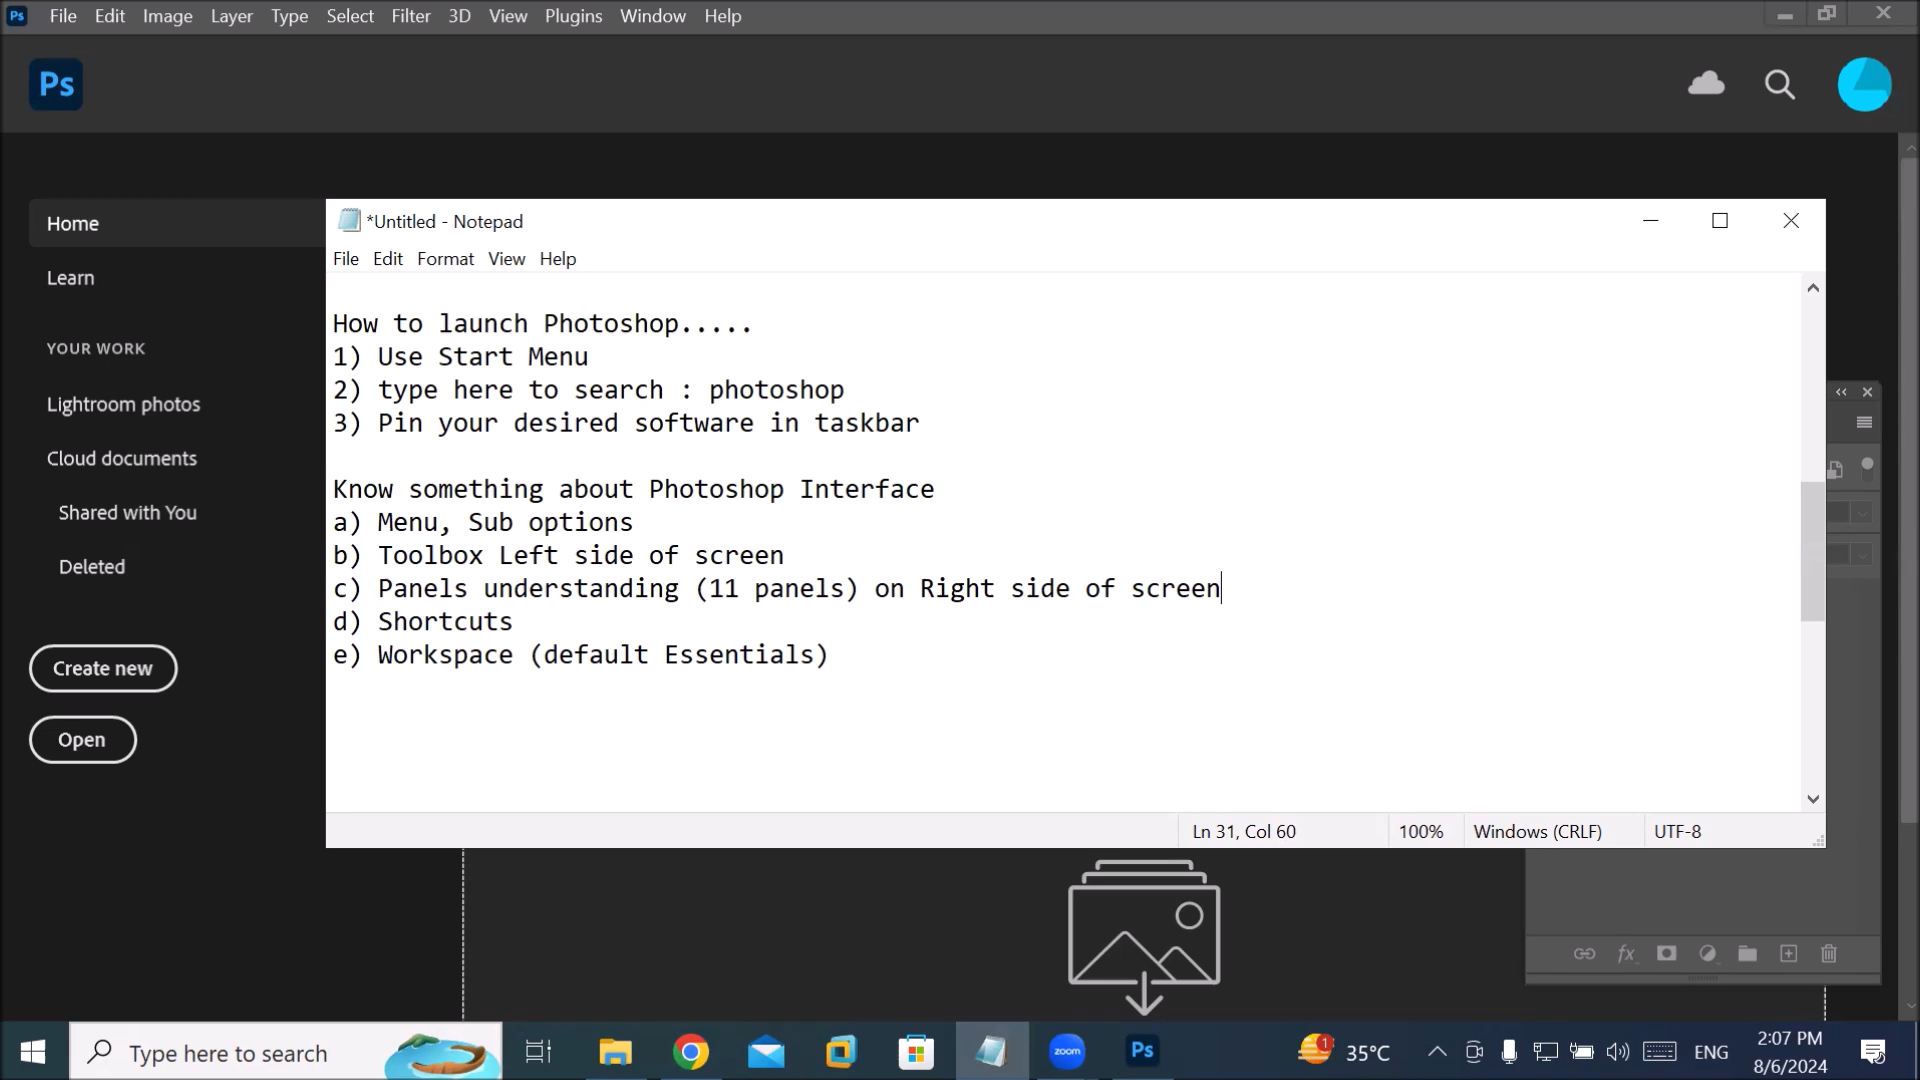 Ps File Edit Image Layer Type Select Filter 3D View Plugins Window Help
Ps
Home
Learn
YOUR WORK
Lightroom photos
Cloud documents
Shared with You
Deleted
Create new
Open
*Untitled - Notepad
File Edit Format View Help
How to launch Photoshop.....
1) Use Start Menu
2) type here to search : photoshop
3) Pin your desired software in taskbar
Know something about Photoshop Interface
a) Menu, Sub options
b) Toolbox Left side of screen
c) Panels understanding (11 panels) on Right side of screen
d) Shortcuts
e) Workspace (default Essentials)
Ln 31, Col 60 100% Windows (CRLF) UTF-8
fx
Type here to search
zoom
Ps
1
35°C
ENG
2:07 PM
8/6/2024